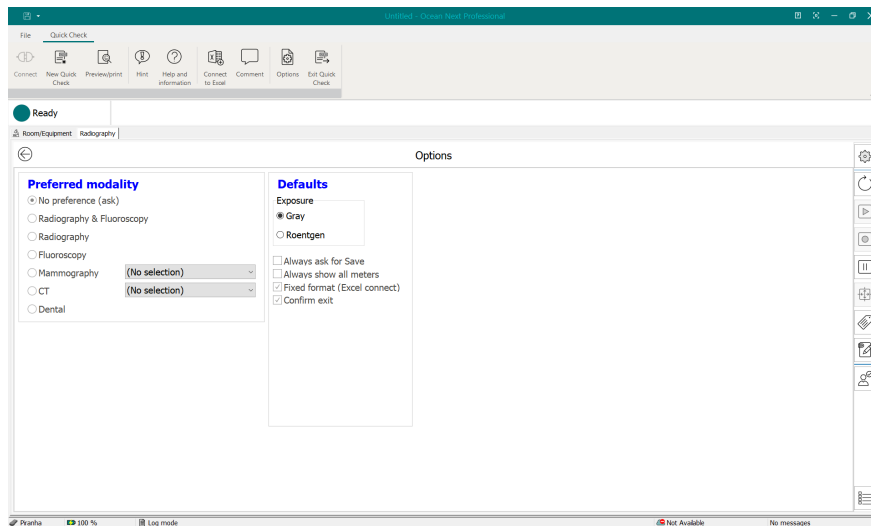 Untitled - Ocean Next Professional
File Quick Check
Connect New Quick Check Preview/print Hint Help and information Connect to Excel Comment Options Exit Quick Check
Ready
Room/Equipment Radiography
Options
Preferred modality
No preference (ask)
Radiography & Fluoroscopy
Radiography
Fluoroscopy
Mammography (No selection)
CT (No selection)
Dental
Defaults
Exposure
Gray
Roentgen
Always ask for Save
Always show all meters
Fixed format (Excel connect)
Confirm exit
Piranha 100 % Log mode Not Available No messages